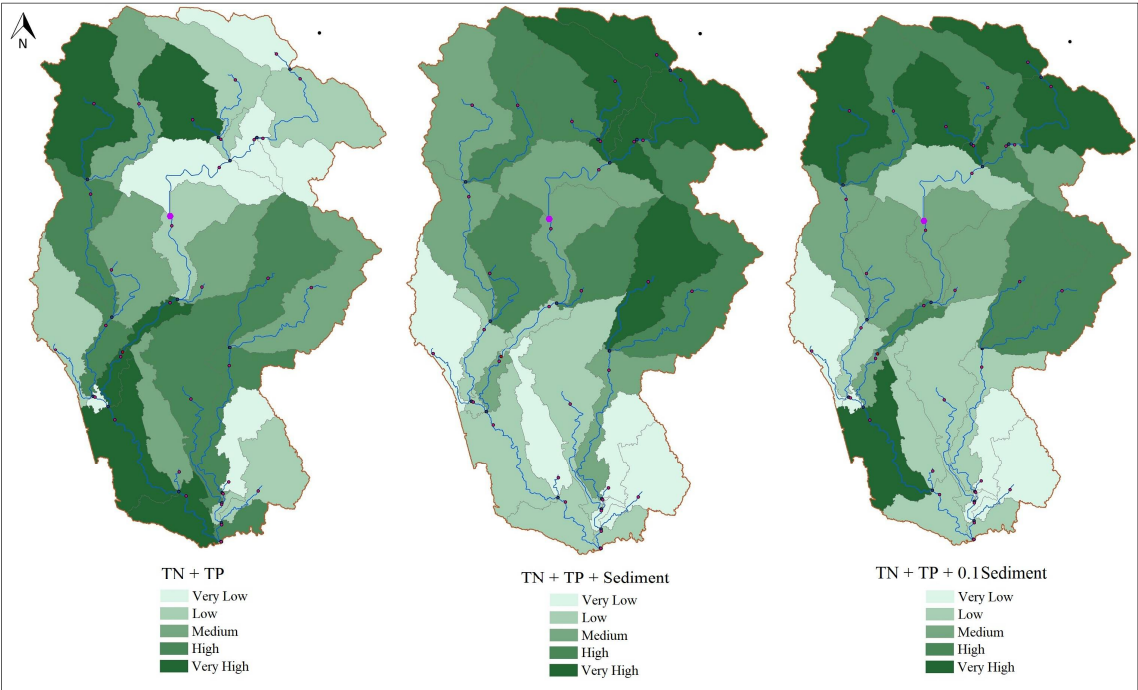 N
TN + TP
Very Low
Low
Medium
High
Very High
TN + TP + Sediment
Very Low
Low
Medium
High
Very High
TN + TP + 0.1Sediment
Very Low
Low
Medium
High
Very High